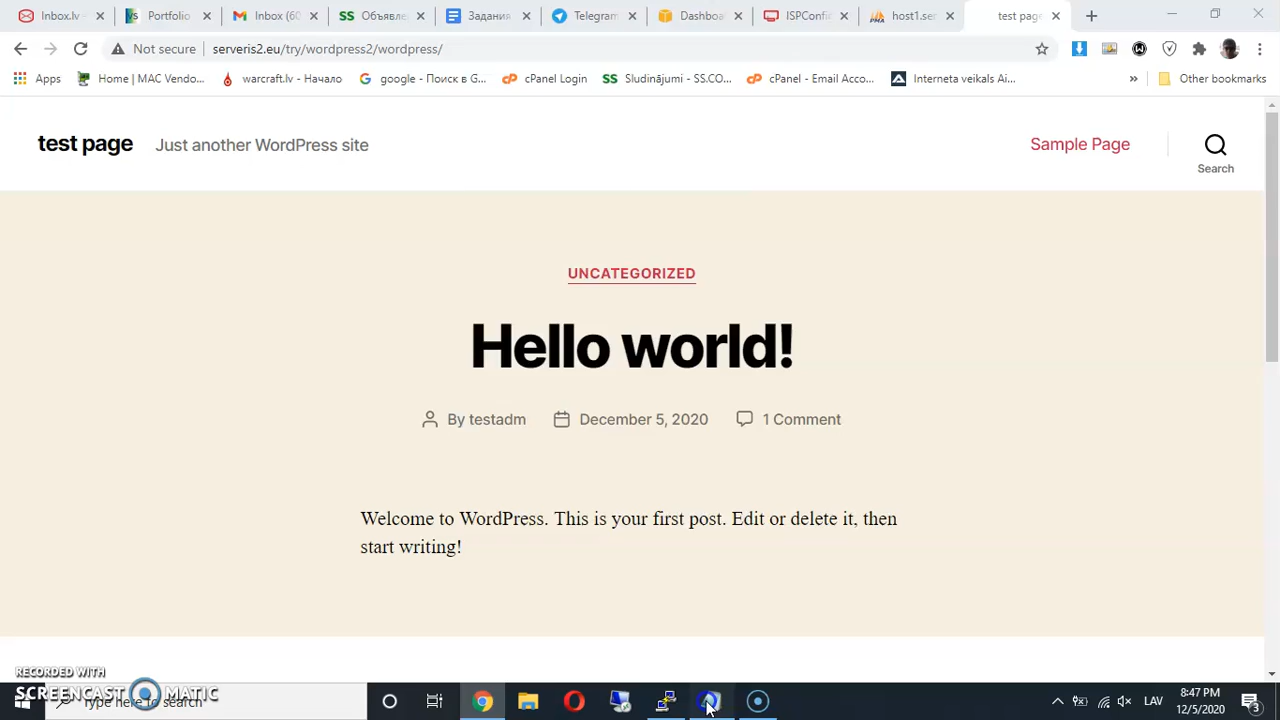 Inbox.lv -
Portfolio
Inbox (60
Объявле
Задания
Telegram
Dashboa
ISPConfi
host1.ser
test page
Not secure
serveris2.eu/try/wordpress2/wordpress/
Apps
Home | MAC Vendo...
warcraft.lv - Начало
google - Поиск в G...
cPanel Login
Sludinājumi - SS.CO...
cPanel - Email Acco...
Interneta veikals Ai...
»
Other bookmarks
test page
Just another WordPress site
Sample Page
Search
UNCATEGORIZED
Hello world!
By testadm
December 5, 2020
1 Comment
Welcome to WordPress. This is your first post. Edit or delete it, then
start writing!
RECORDED WITH
SCREENCAST MATIC
Type here to search
LAV
8:47 PM
12/5/2020
3